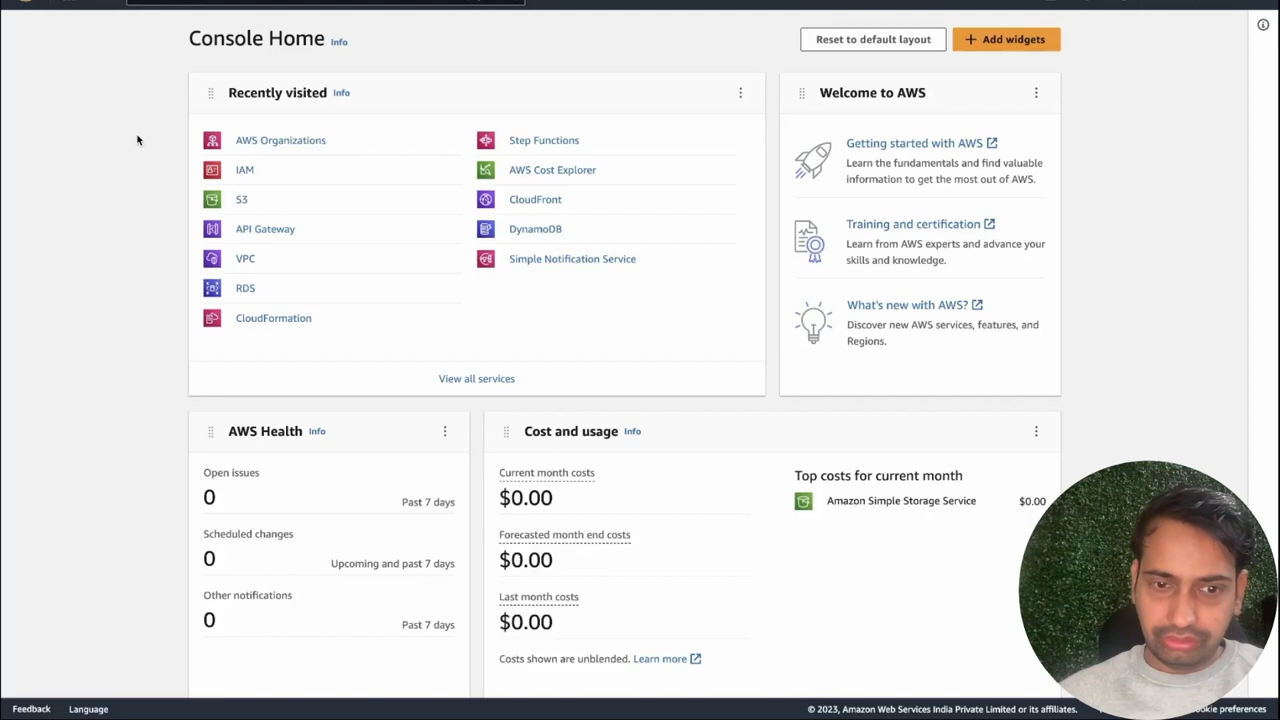 Console Home Info
Reset to default layout
Add widgets
Recently visited Info
AWS Organizations
IAM
S3
API Gateway
VPC
RDS
CloudFormation
Step Functions
AWS Cost Explorer
CloudFront
DynamoDB
Simple Notification Service
View all services
Welcome to AWS
Getting started with AWS
Learn the fundamentals and find valuable
information to get the most out of AWS.
Training and certification
Learn from AWS experts and advance your
skills and knowledge.
What's new with AWS?
Discover new AWS services, features, and
Regions.
AWS Health Info
Open issues
0 Past 7 days
Scheduled changes
0 Upcoming and past 7 days
Other notifications
0 Past 7 days
Cost and usage Info
Current month costs
$0.00
Forecasted month end costs
$0.00
Last month costs
$0.00
Costs shown are unblended. Learn more
Top costs for current month
Amazon Simple Storage Service $0.00
Feedback Language
© 2023, Amazon Web Services India Private Limited or its affiliates.
preferences